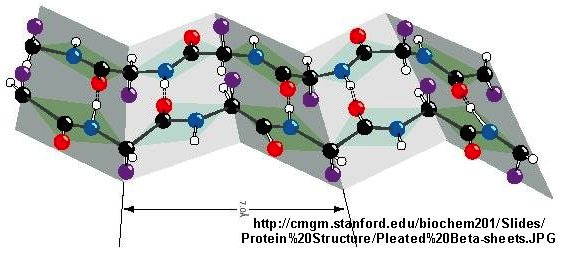 7.0Å
http://cmgm.stanford.edu/biochem201/Slides/
Protein%20Structure/Pleated%20Beta-sheets.JPG